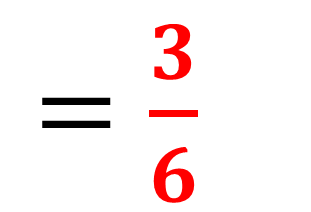 = 3/6